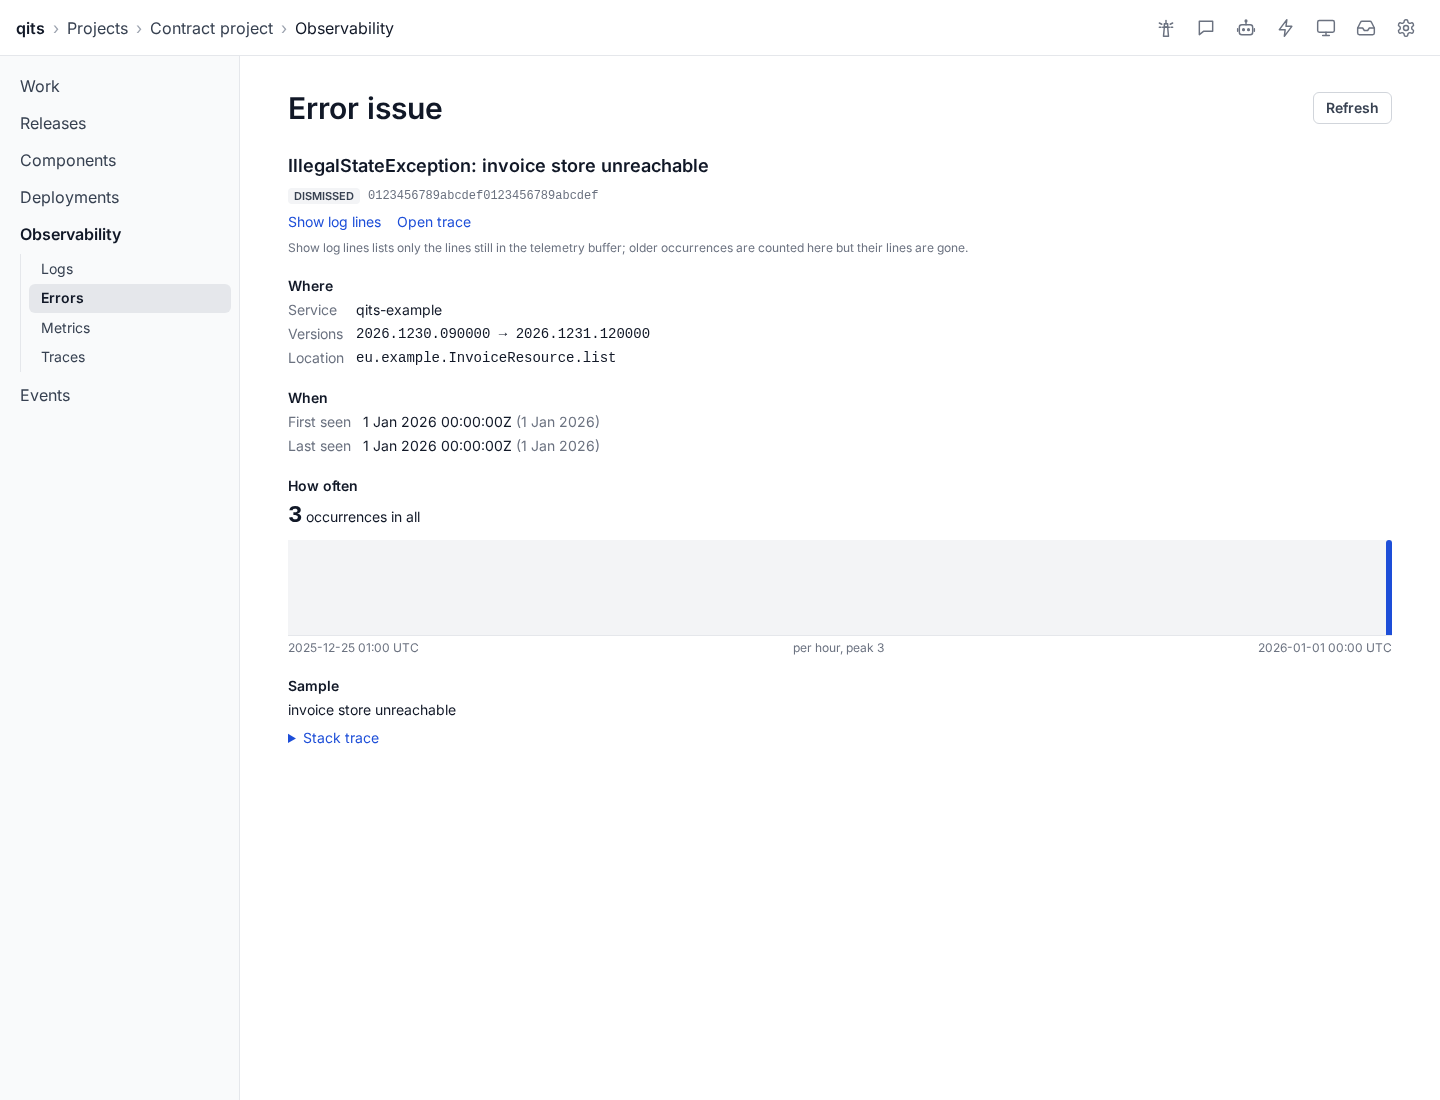 qits › Projects › Contract project › Observability
Work
Releases
Components
Deployments
Observability
Logs
Errors
Metrics
Traces
Events
Error issue
Refresh
IllegalStateException: invoice store unreachable
DISMISSED 0123456789abcdef0123456789abcdef
Show log lines Open trace
Show log lines lists only the lines still in the telemetry buffer; older occurrences are counted here but their lines are gone.
Where
Service qits-example
Versions 2026.1230.090000 → 2026.1231.120000
Location eu.example.InvoiceResource.list
When
First seen 1 Jan 2026 00:00:00Z (1 Jan 2026)
Last seen 1 Jan 2026 00:00:00Z (1 Jan 2026)
How often
3 occurrences in all
2025-12-25 01:00 UTC per hour, peak 3 2026-01-01 00:00 UTC
Sample
invoice store unreachable
Stack trace